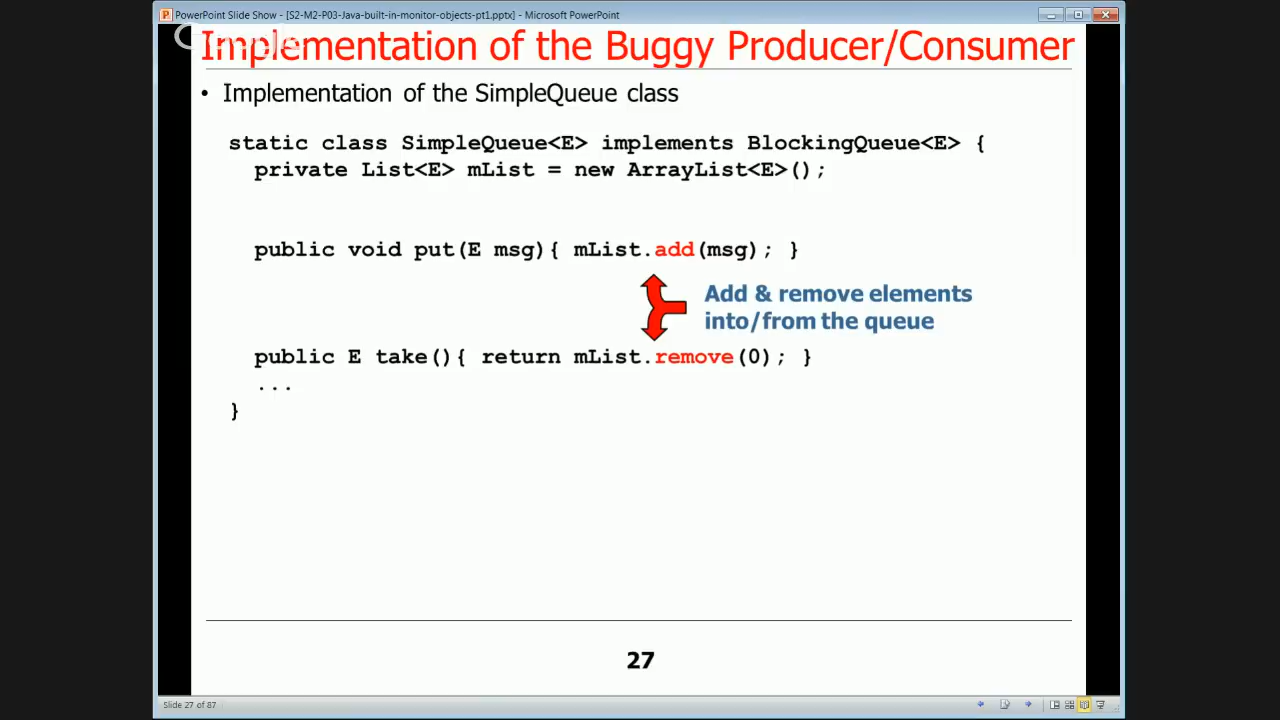 PowerPoint Slide Show - [S2-M2-P03-Java-built-in-monitor-objects-pt1.pptx] - Microsoft PowerPoint
Google
Implementation of the Buggy Producer/Consumer
• Implementation of the SimpleQueue class
static class SimpleQueue<E> implements BlockingQueue<E> {
private List<E> mList = new ArrayList<E>();
public void put(E msg){ mList.add(msg); }
Add & remove elements
into/from the queue
public E take(){ return mList.remove(0); }
...
}
27
Slide 27 of 87